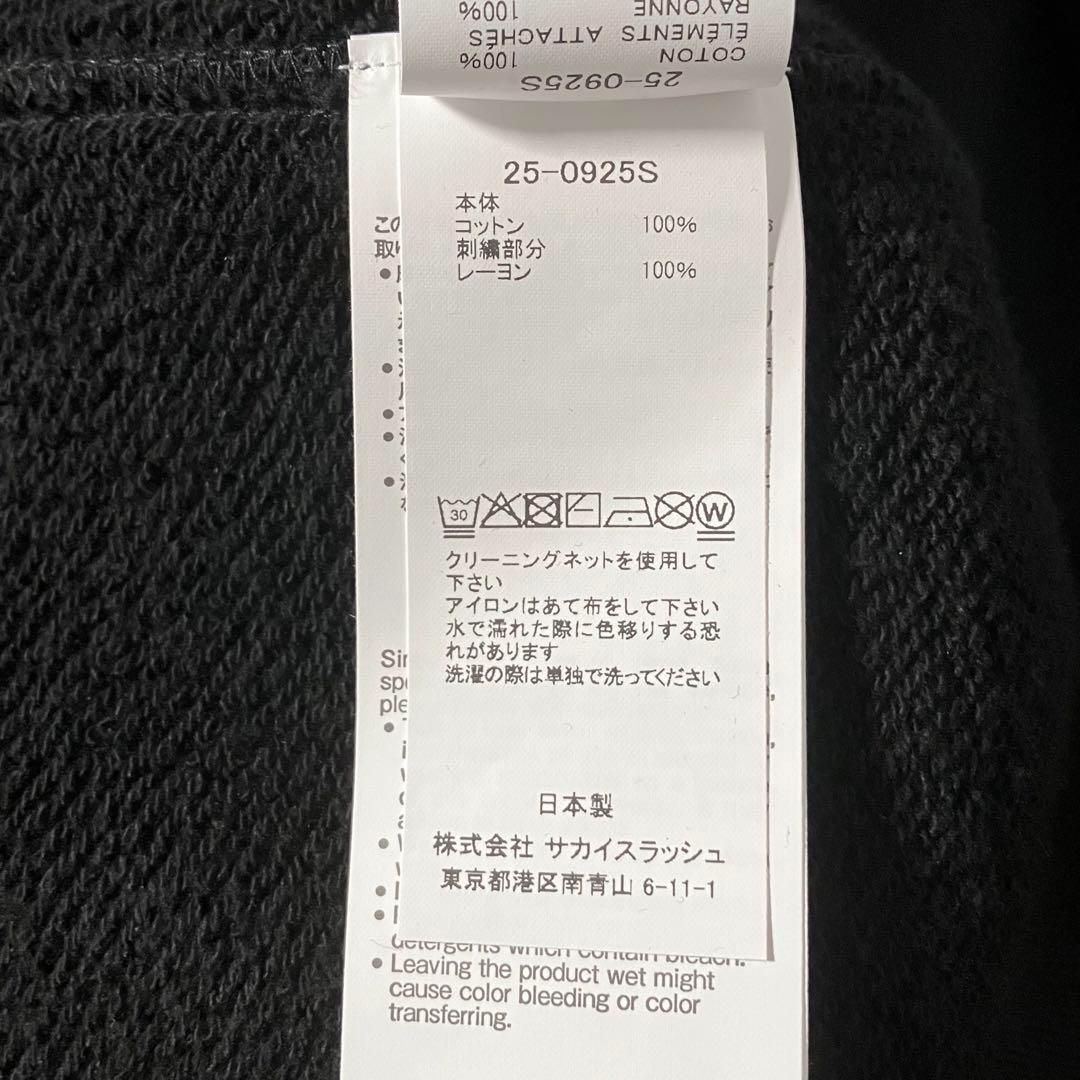 RAYONNE 100%
ÉLÉMENTS ATTACHÉS
COTON 100%
25-0925S
25-0925S
本体
コットン 100%
刺繍部分
レーヨン 100%
30
W
クリーニングネットを使用して
下さい
アイロンはあて布をして下さい
水で濡れた際に色移りする恐
れがあります
洗濯の際は単独で洗ってください
日本製
株式会社 サカイスラッシュ
東京都港区南青山 6-11-1
detergents which contain bleach.
• Leaving the product wet might
cause color bleeding or color
transferring.